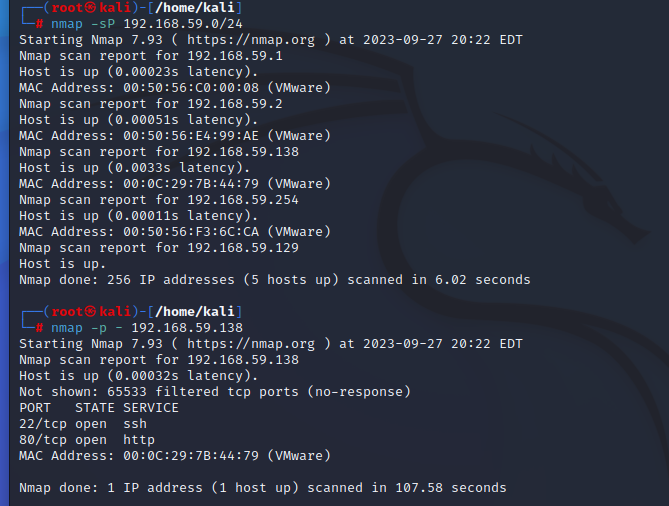 ┌──(root㉿kali)-[/home/kali]
└─# nmap -sP 192.168.59.0/24
Starting Nmap 7.93 ( https://nmap.org ) at 2023-09-27 20:22 EDT
Nmap scan report for 192.168.59.1
Host is up (0.00023s latency).
MAC Address: 00:50:56:C0:00:08 (VMware)
Nmap scan report for 192.168.59.2
Host is up (0.00051s latency).
MAC Address: 00:50:56:E4:99:AE (VMware)
Nmap scan report for 192.168.59.138
Host is up (0.0033s latency).
MAC Address: 00:0C:29:7B:44:79 (VMware)
Nmap scan report for 192.168.59.254
Host is up (0.00011s latency).
MAC Address: 00:50:56:F3:6C:CA (VMware)
Nmap scan report for 192.168.59.129
Host is up.
Nmap done: 256 IP addresses (5 hosts up) scanned in 6.02 seconds
┌──(root㉿kali)-[/home/kali]
└─# nmap -p - 192.168.59.138
Starting Nmap 7.93 ( https://nmap.org ) at 2023-09-27 20:22 EDT
Nmap scan report for 192.168.59.138
Host is up (0.00032s latency).
Not shown: 65533 filtered tcp ports (no-response)
PORT   STATE SERVICE
22/tcp open  ssh
80/tcp open  http
MAC Address: 00:0C:29:7B:44:79 (VMware)
Nmap done: 1 IP address (1 host up) scanned in 107.58 seconds